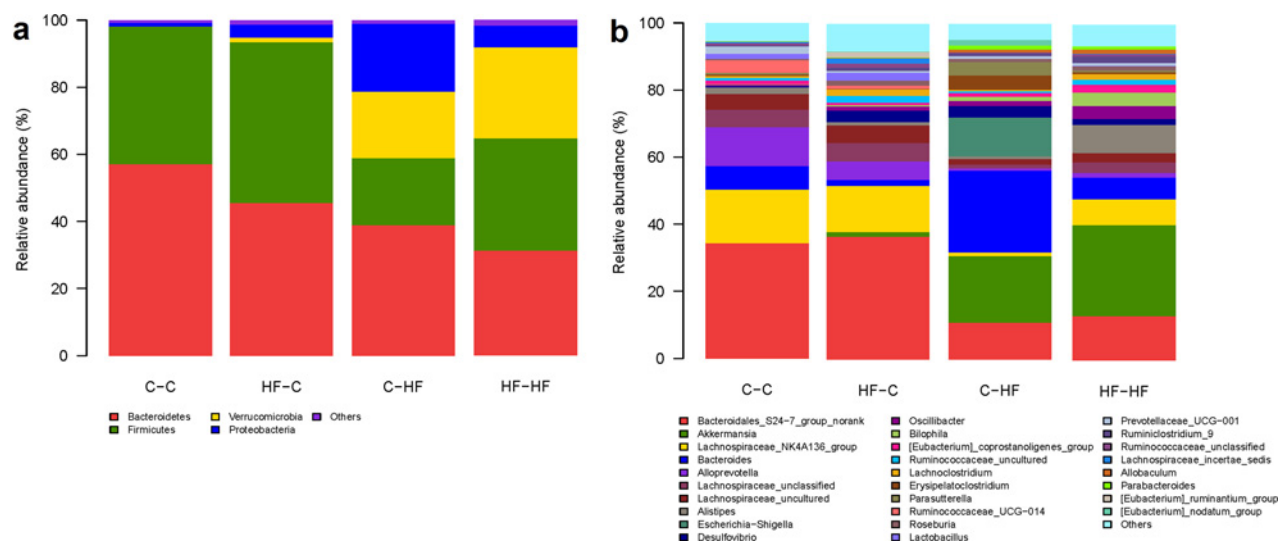 a
Relative abundance (%)
100
80
60
40
20
0
C-C
HF-C
C-HF
HF-HF
Bacteroidetes
Firmicutes
Verrucomicrobia
Proteobacteria
Others
b
Relative abundance (%)
100
80
60
40
20
0
C-C
HF-C
C-HF
HF-HF
Bacteroidales_S24-7_group_norank
Akkermansia
Lachnospiraceae_NK4A136_group
Bacteroides
Alloprevotella
Lachnospiraceae_unclassified
Lachnospiraceae_uncultured
Alistipes
Escherichia-Shigella
Desulfovibrio
Oscillibacter
Bilophila
[Eubacterium]_coprostanoligenes_group
Ruminococcaceae_uncultured
Lachnoclostridium
Erysipelatoclostridium
Parasutterella
Ruminococcaceae_UCG-014
Roseburia
Lactobacillus
Prevotellaceae_UCG-001
Ruminiclostridium_9
Ruminococcaceae_unclassified
Lachnospiraceae_incertae_sedis
Allobaculum
Parabacteroides
[Eubacterium]_ruminantium_group
[Eubacterium]_nodatum_group
Others